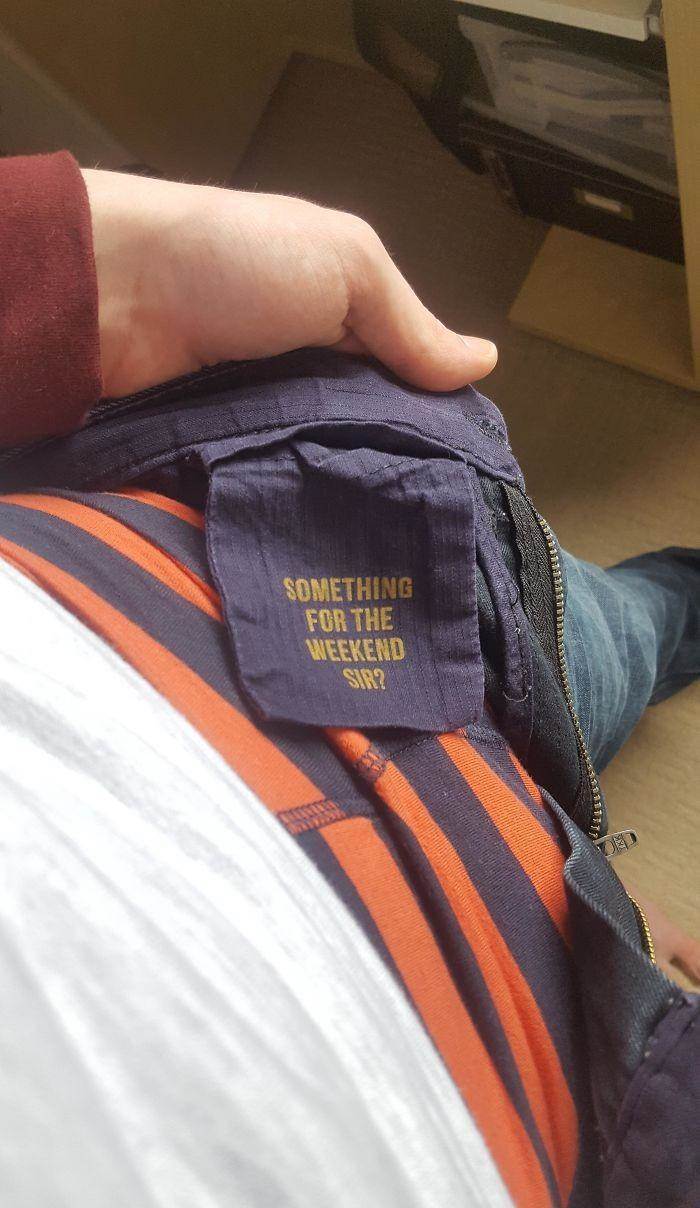 SOMETHING
FOR THE
WEEKEND
SIR?